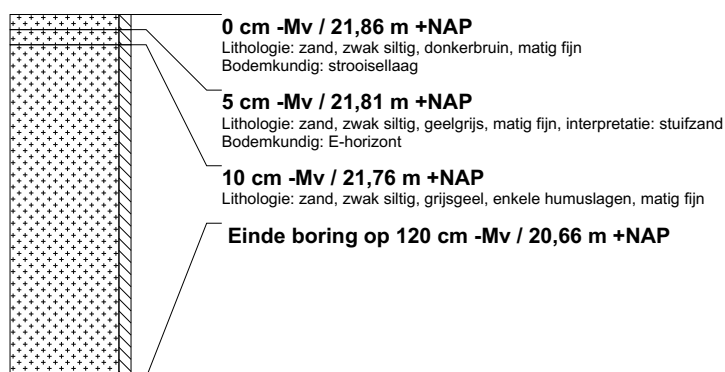 0 cm -Mv / 21,86 m +NAP
Lithologie: zand, zwak siltig, donkerbruin, matig fijn
Bodemkundig: strooisellaag
5 cm -Mv / 21,81 m +NAP
Lithologie: zand, zwak siltig, geelgrijs, matig fijn, interpretatie: stuifzand
Bodemkundig: E-horizont
10 cm -Mv / 21,76 m +NAP
Lithologie: zand, zwak siltig, grijsgeel, enkele humuslagen, matig fijn
Einde boring op 120 cm -Mv / 20,66 m +NAP